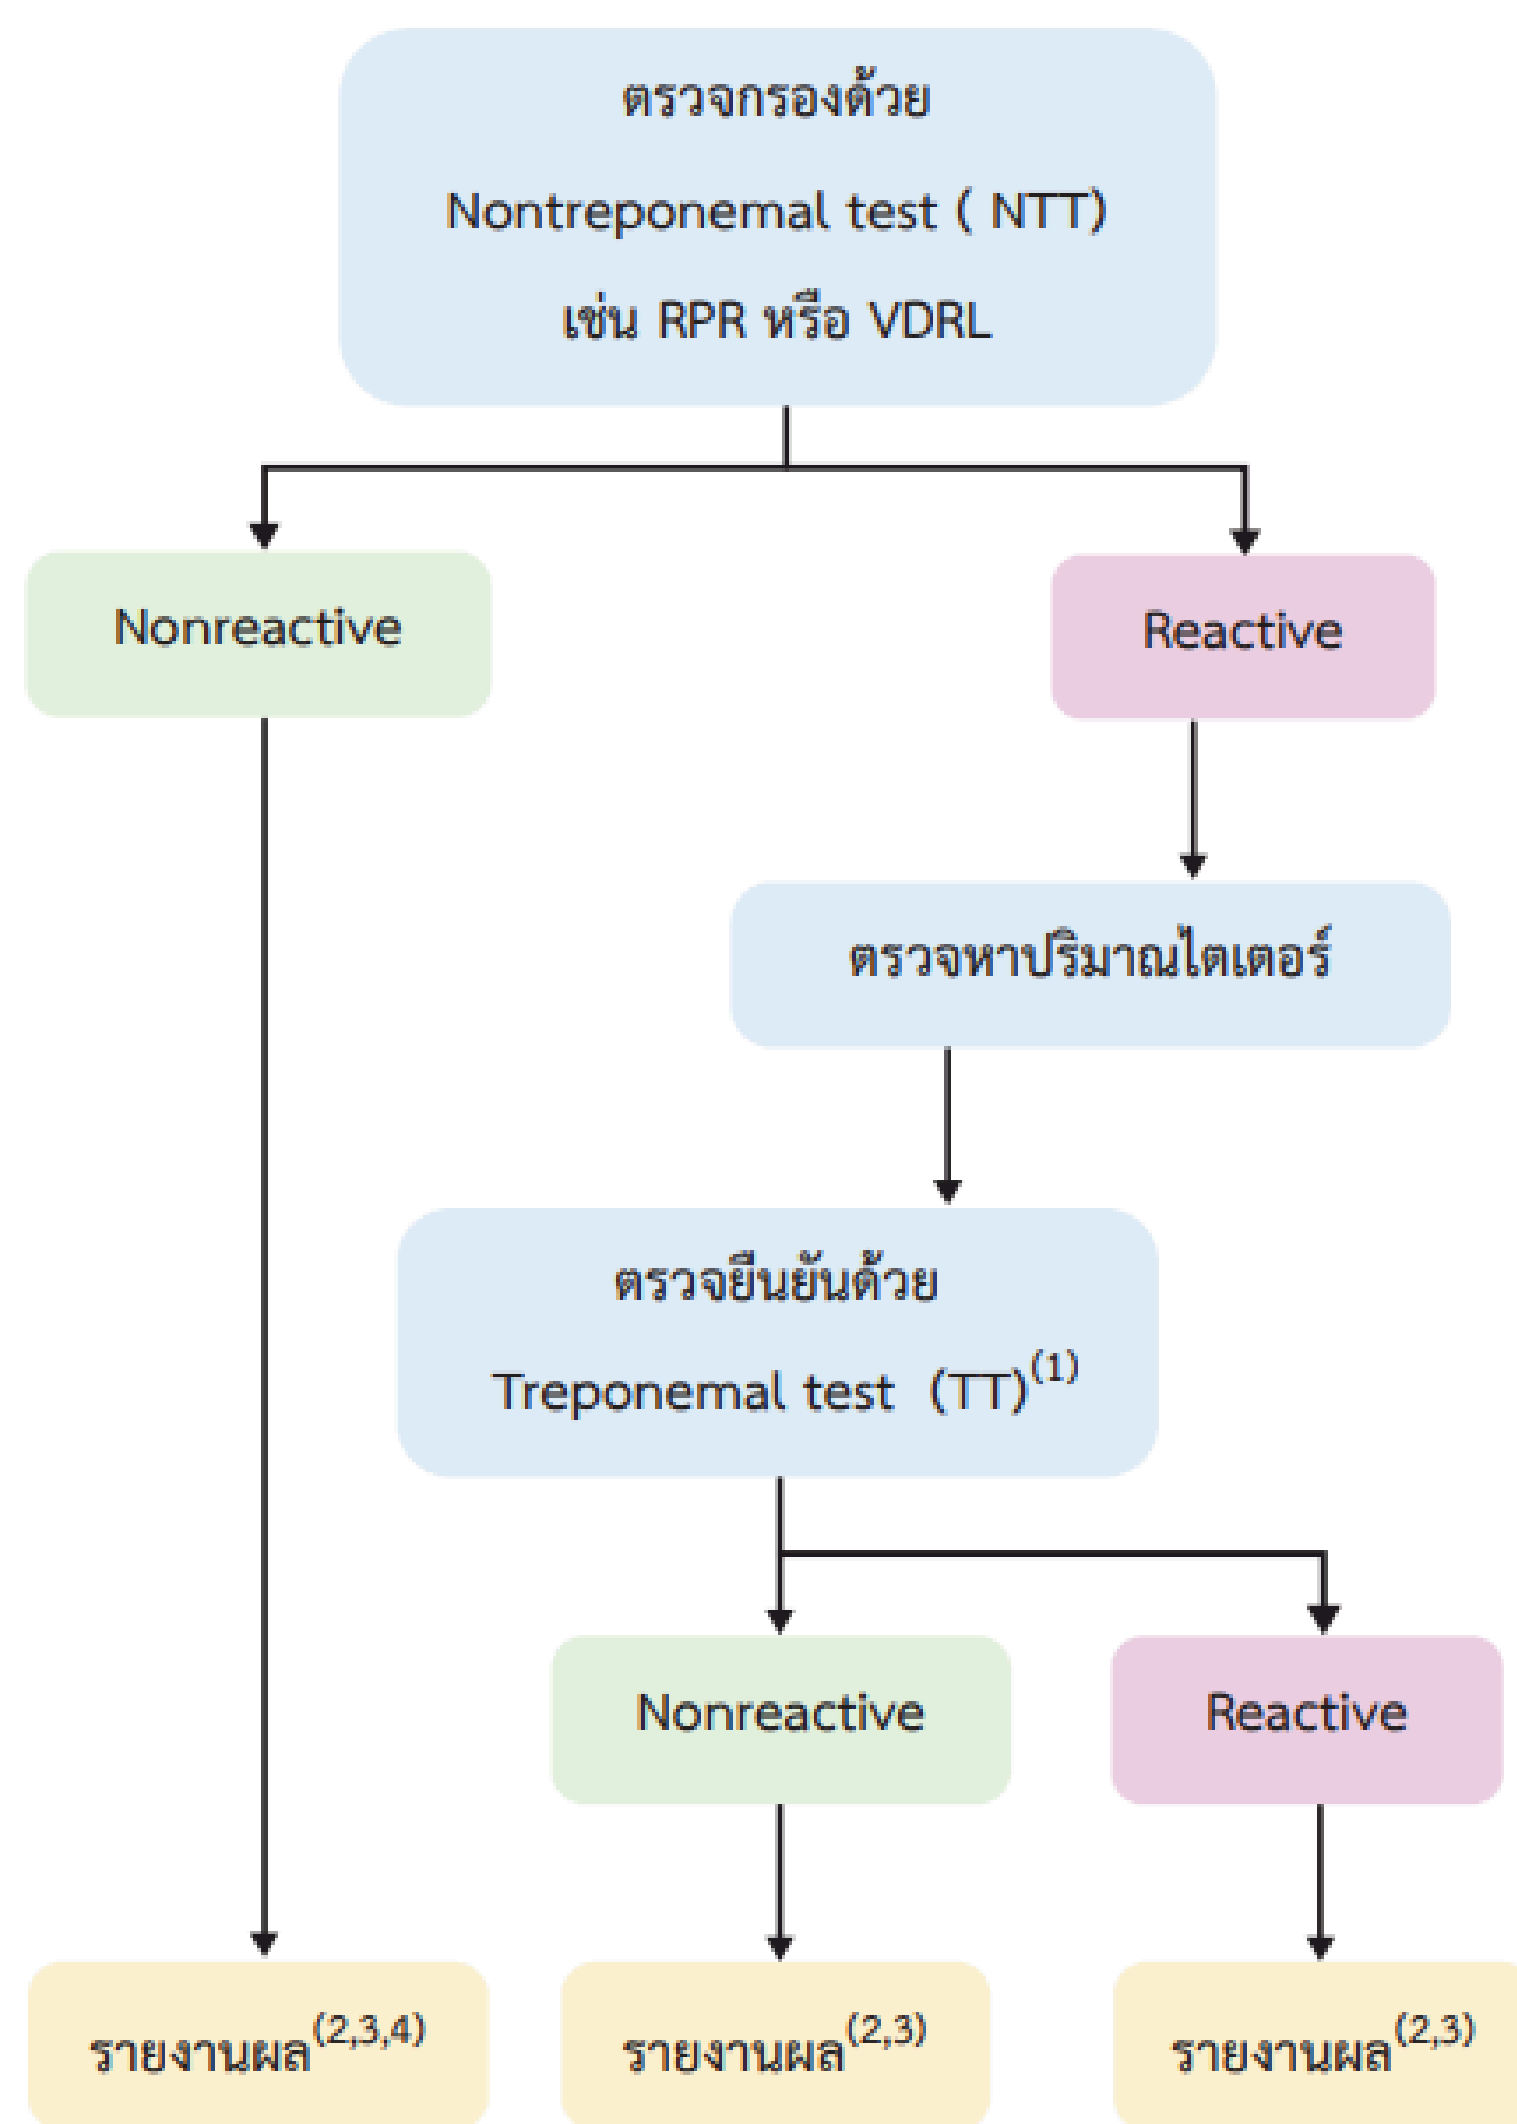 ตรวจกรองด้วย
Nontreponemal test ( NTT)
เช่น RPR หรือ VDRL
Nonreactive
Reactive
ตรวจหาปริมาณไตเตอร์
ตรวจยืนยันด้วย
Treponemal test (TT)(1)
Nonreactive
Reactive
รายงานผล(2,3,4)
รายงานผล(2,3)
รายงานผล(2,3)